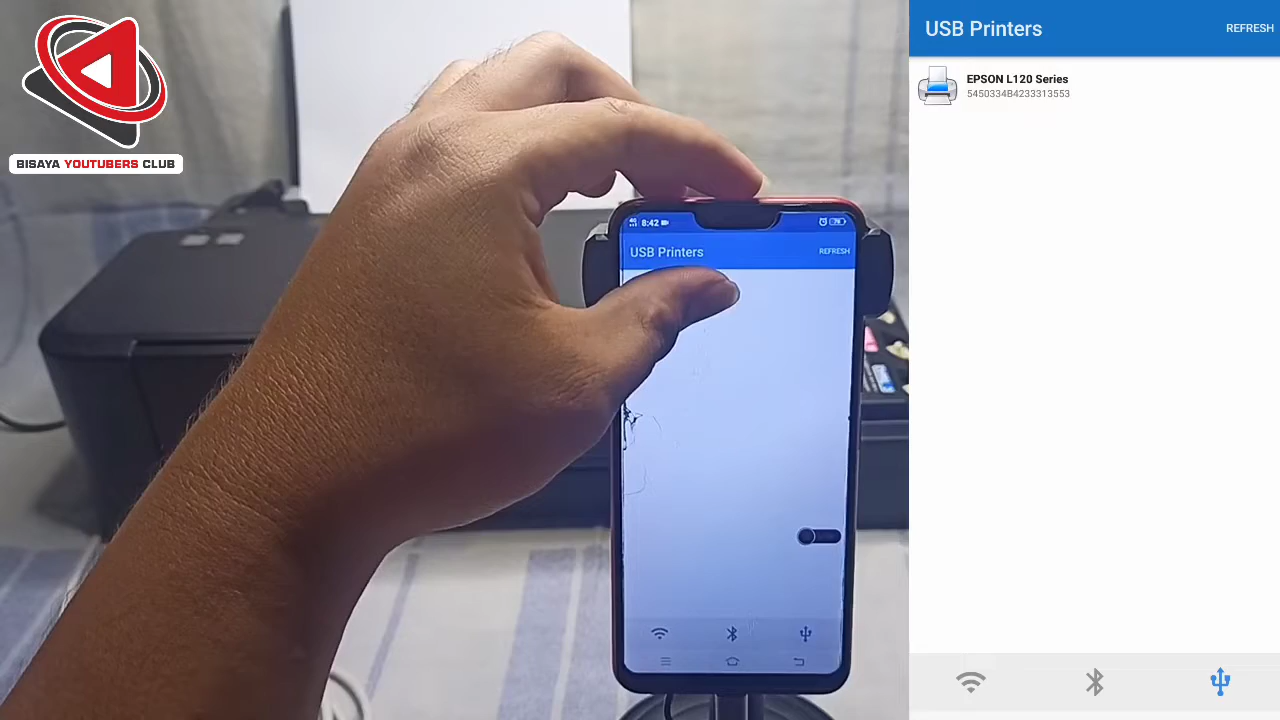 BISAYA YOUTUBERS CLUB
8:42
USB Printers
REFRESH
USB Printers
REFRESH
EPSON L120 Series
5450334B4233313553